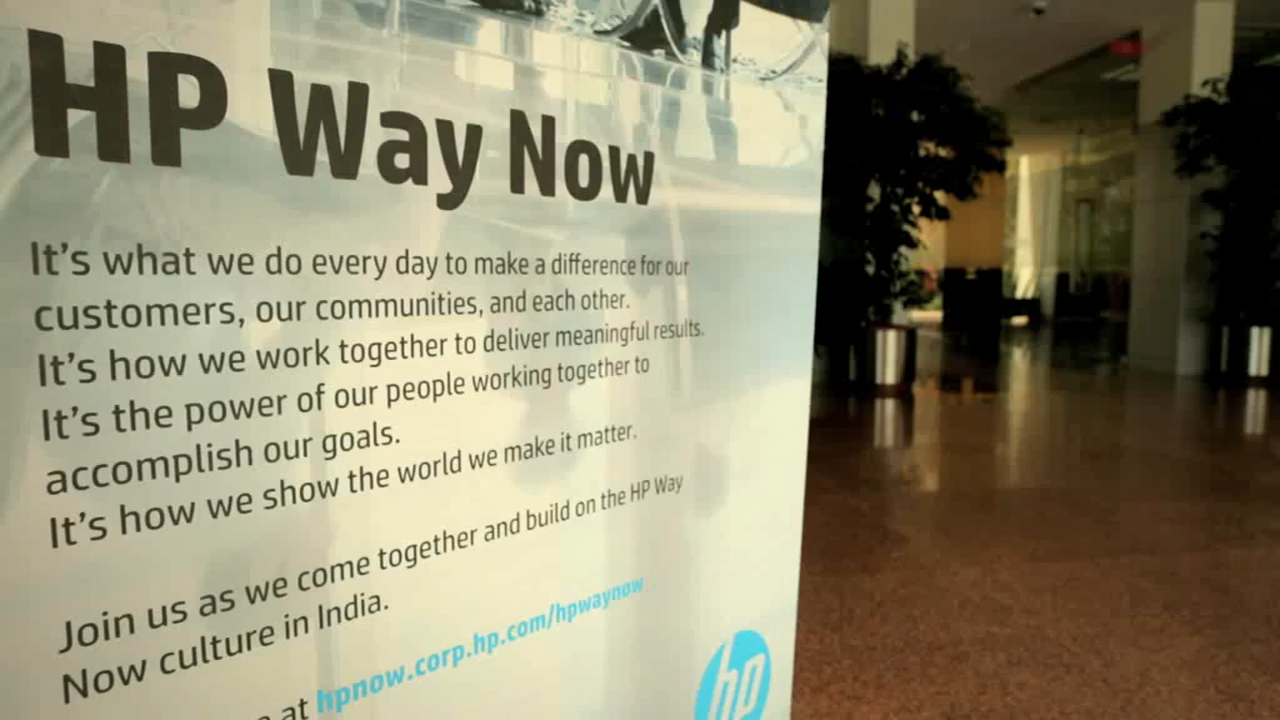 HP Way Now
It's what we do every day to make a difference for our
customers, our communities, and each other.
It's how we work together to deliver meaningful results.
It's the power of our people working together to
accomplish our goals.
It's how we show the world we make it matter.
Join us as we come together and build on the HP Way
Now culture in India.
at hpnow.corp.hp.com/hpwaynow
hp